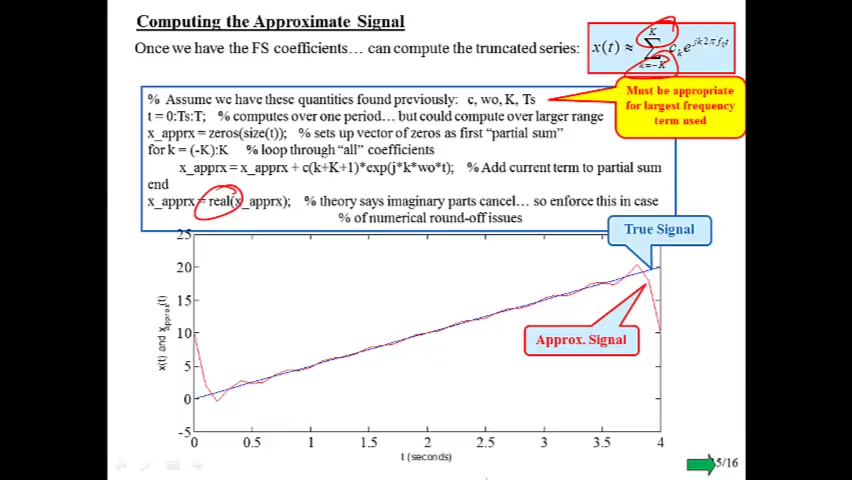 Computing the Approximate Signal
Once we have the FS coefficients… can compute the truncated series:
x(t) ≈ K ∑ k=-K c_k e^{jk2πf_0t}
Must be appropriate
for largest frequency
term used
% Assume we have these quantities found previously: c, wo, K, Ts
t = 0:Ts:T; % computes over one period… but could compute over larger range
x_apprx = zeros(size(t)); % sets up vector of zeros as first “partial sum”
for k = (-K):K % loop through “all” coefficients
x_apprx = x_apprx + c(k+K+1)*exp(j*k*wo*t); % Add current term to partial sum
end
x_apprx = real(x_apprx); % theory says imaginary parts cancel… so enforce this in case
% of numerical round-off issues
True Signal
Approx. Signal
x(t) and x_approx(t)
25
20
15
10
5
0
-5
0 0.5 1 1.5 2 2.5 3 3.5 4
t (seconds)
15/16